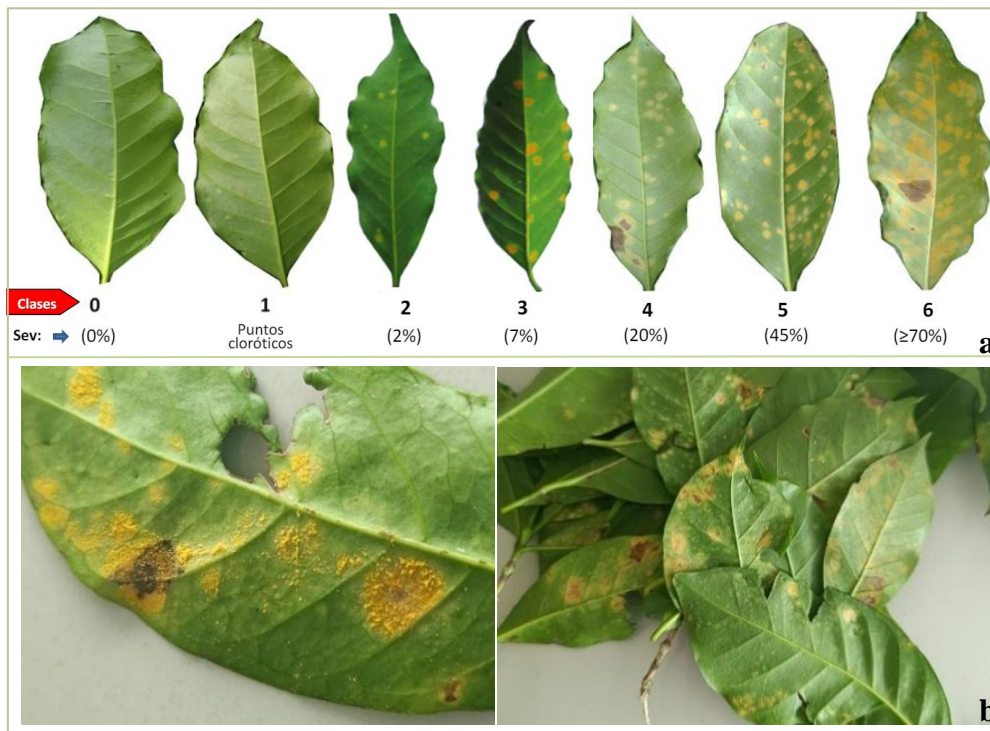 Clases 0 1 2 3 4 5 6
Sev: (0%) Puntos cloróticos (2%) (7%) (20%) (45%) (≥70%)
a
b